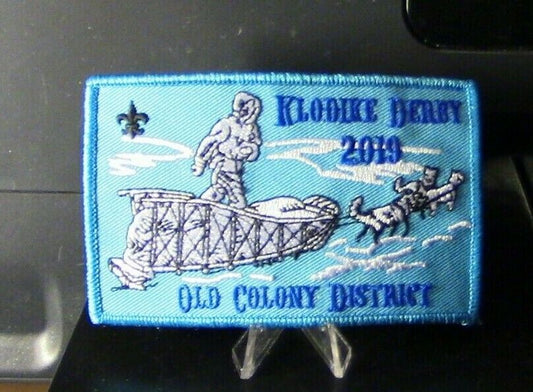 KLODIKE DERBY
2019
OLD COLONY DISTRICT